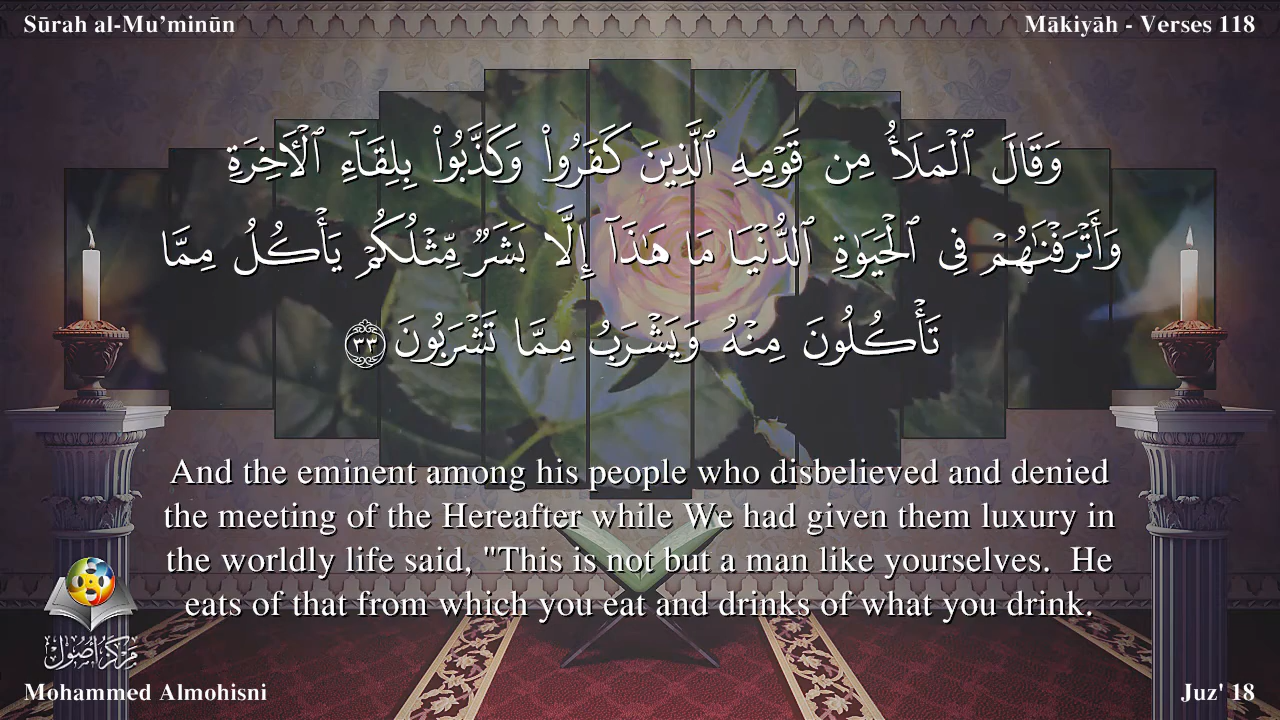 Sūrah al-Mu’minūn
Mākiyāh - Verses 118
وَقَالَ ٱلْمَلَأُ مِن قَوْمِهِ ٱلَّذِينَ كَفَرُوا۟ وَكَذَّبُوا۟ بِلِقَآءِ ٱلْـَٔاخِرَةِ
وَأَتْرَفْنَـٰهُمْ فِى ٱلْحَيَوٰةِ ٱلدُّنْيَا مَا هَـٰذَآ إِلَّا بَشَرٌ مِّثْلُكُمْ يَأْكُلُ مِمَّا
تَأْكُلُونَ مِنْهُ وَيَشْرَبُ مِمَّا تَشْرَبُونَ ٣٣
And the eminent among his people who disbelieved and denied
the meeting of the Hereafter while We had given them luxury in
the worldly life said, "This is not but a man like yourselves.  He
eats of that from which you eat and drinks of what you drink.
مركز أصول
Mohammed Almohisni
Juz' 18